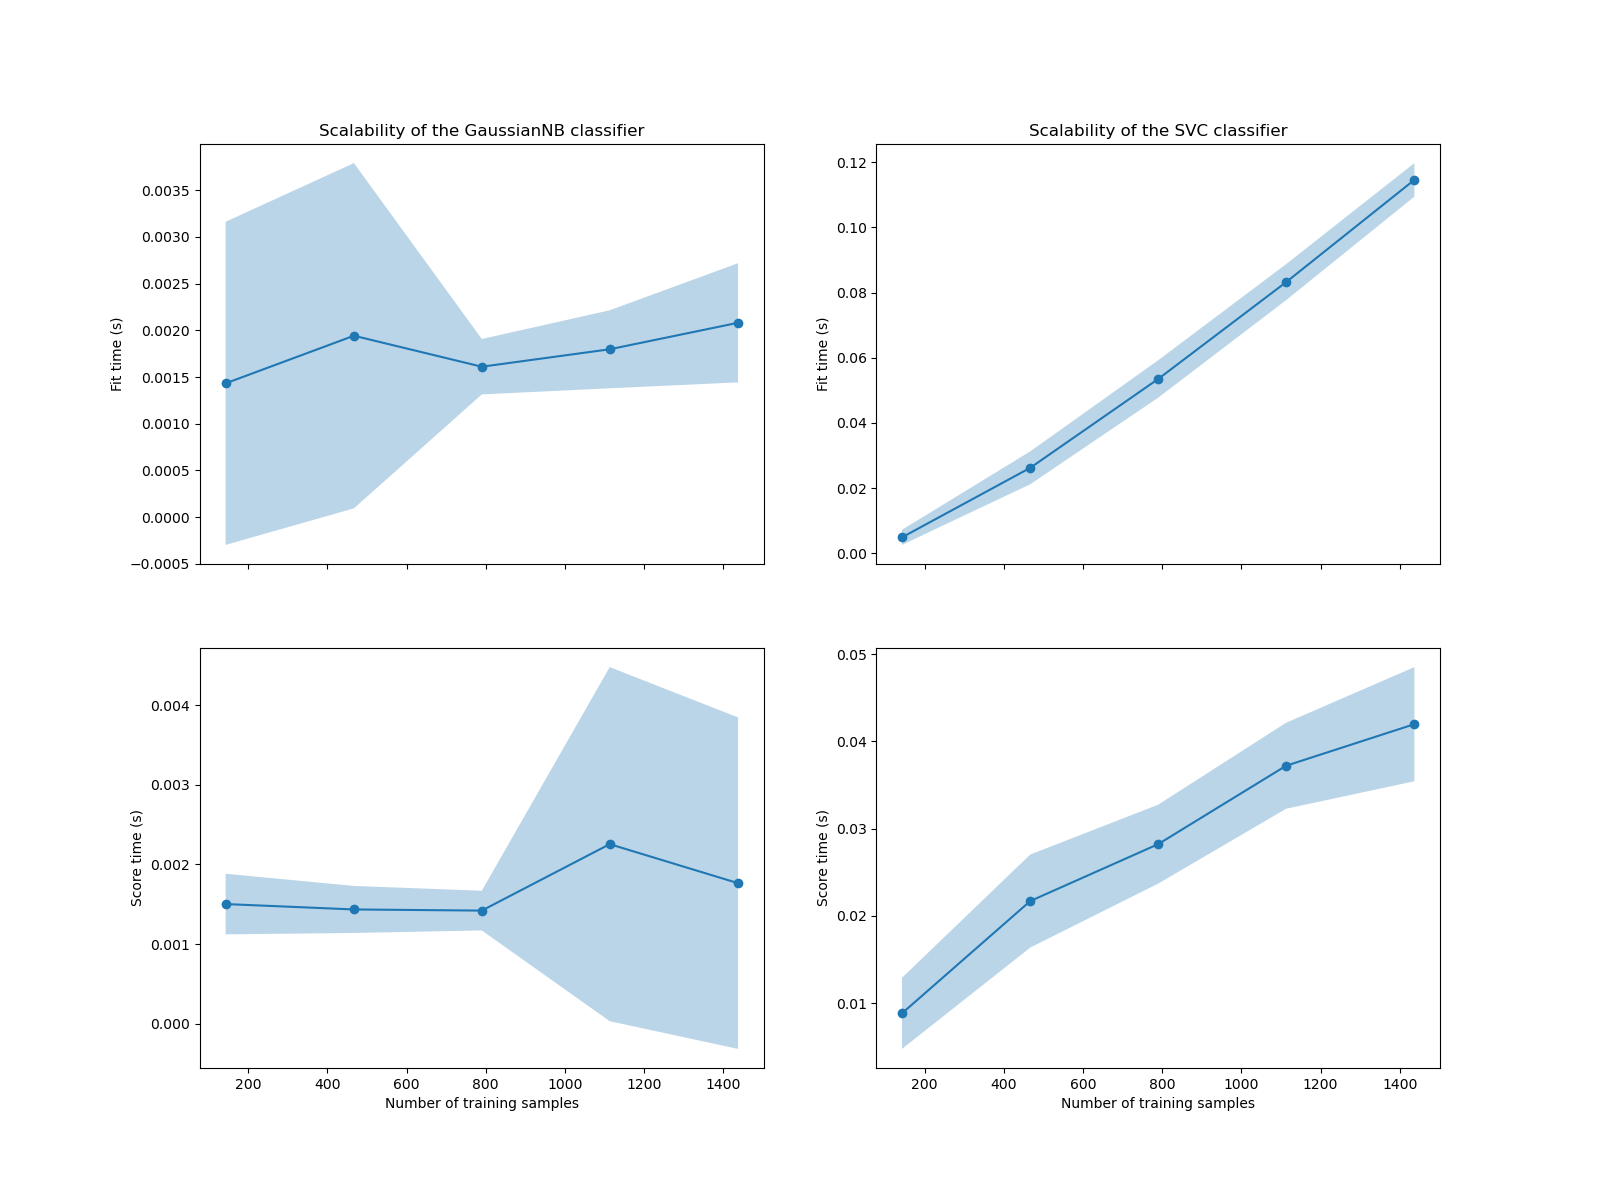 Scalability of the GaussianNB classifier
Scalability of the SVC classifier
0.0035
0.0030
0.0025
0.0020
0.0015
0.0010
0.0005
0.0000
−0.0005
Fit time (s)
0.12
0.10
0.08
0.06
0.04
0.02
0.00
Fit time (s)
0.004
0.003
0.002
0.001
0.000
Score time (s)
200 400 600 800 1000 1200 1400
Number of training samples
0.05
0.04
0.03
0.02
0.01
Score time (s)
200 400 600 800 1000 1200 1400
Number of training samples